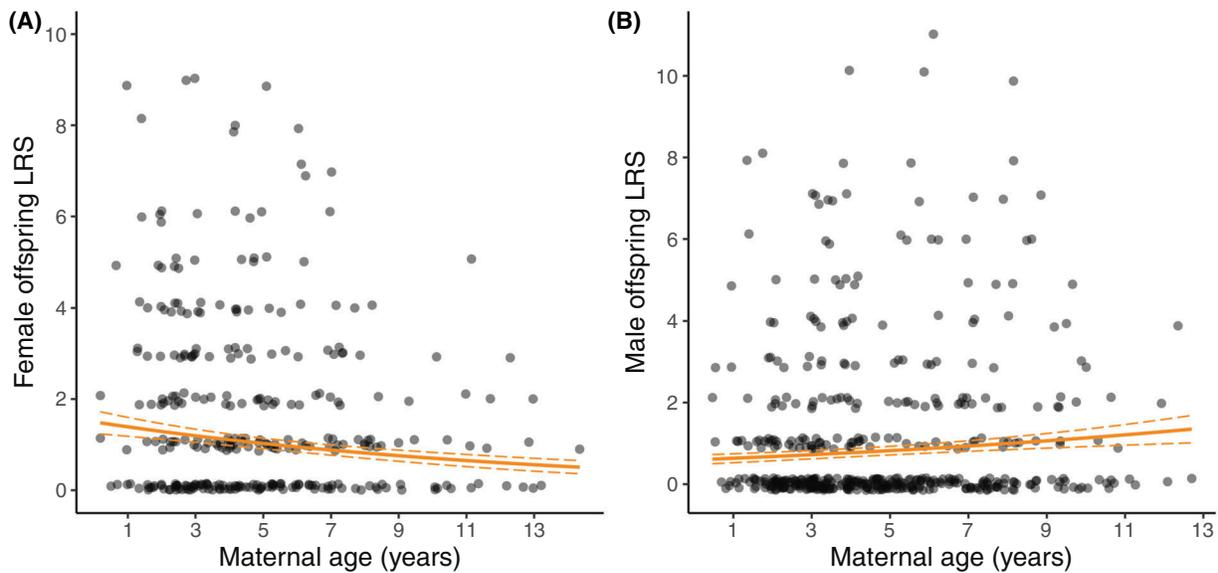 (A)
10
8
6
4
2
0
Female offspring LRS
1 3 5 7 9 11 13
Maternal age (years)
(B)
10
8
6
4
2
0
Male offspring LRS
1 3 5 7 9 11 13
Maternal age (years)